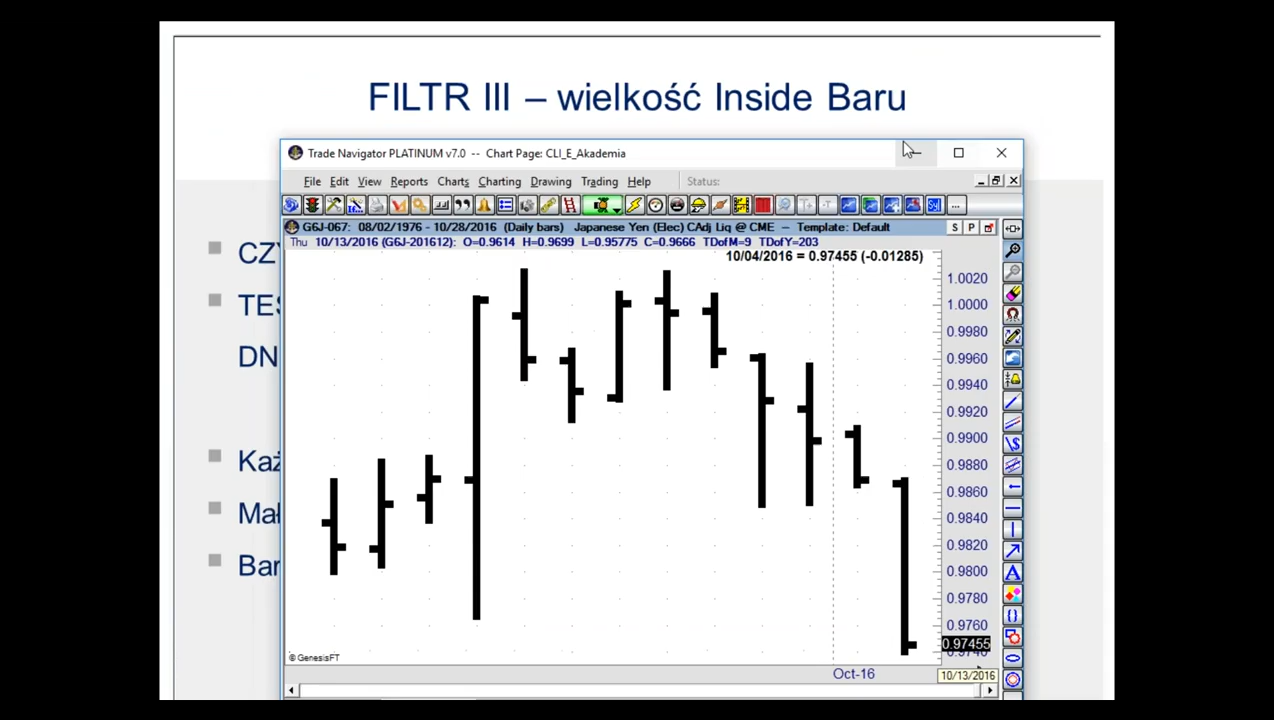 FILTR III – wielkość Inside Baru
Trade Navigator PLATINUM v7.0 -- Chart Page: CLI_E_Akademia
File Edit View Reports Charts Charting Drawing Trading Help Status:
G6J-067: 08/02/1976 - 10/28/2016 (Daily bars) Japanese Yen (Elec) CAdj Liq @ CME -- Template: Default S P
Thu 10/13/2016 (G6J-201612): O=0.9614 H=0.9699 L=0.95775 C=0.9666 TDofM=9 TDofY=203
10/04/2016 = 0.97455 (-0.01285)
1.0020
1.0000
0.9980
0.9960
0.9940
0.9920
0.9900
0.9880
0.9860
0.9840
0.9820
0.9800
0.9780
0.9760
0.97455
CZY
TES
DN
Każ
Mał
Bar
© GenesisFT
Oct-16
10/13/2016